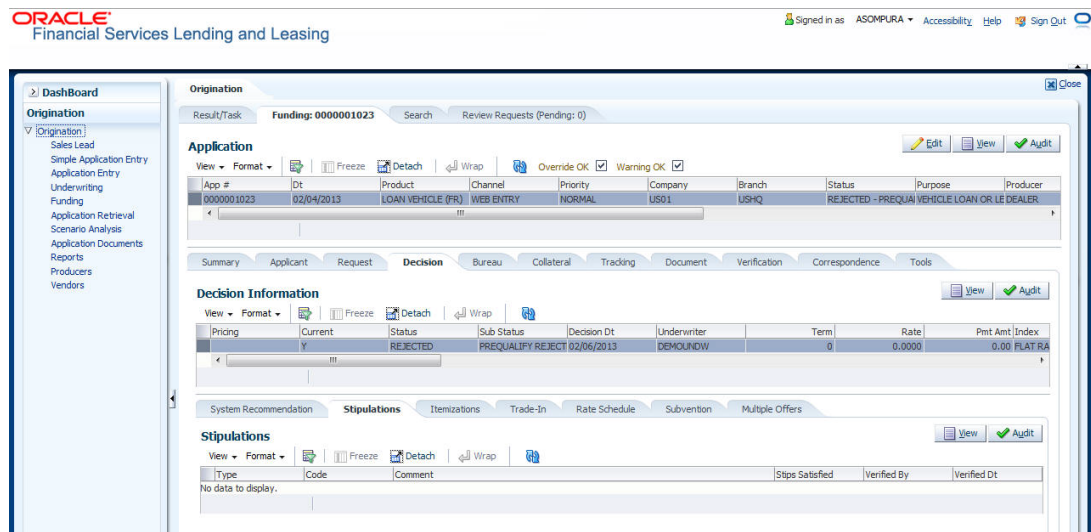 ORACLE
Signed in as ASOMPURA Accessibility Help Sign Out
Financial Services Lending and Leasing
DashBoard
Origination
Close
Origination
Result/Task Funding: 0000001023 Search Review Requests (Pending: 0)
Origination
Sales Lead
Simple Application Entry
Application Entry
Underwriting
Funding
Application Retrieval
Scenario Analysis
Application Documents
Reports
Producers
Vendors
Application
Edit View Audit
View Format Freeze Detach Wrap Override OK Warning OK
App # Dt Product Channel Priority Company Branch Status Purpose Producer
0000001023 02/04/2013 LOAN VEHICLE (FR) WEB ENTRY NORMAL US01 USHQ REJECTED - PREQUAI VEHICLE LOAN OR LE DEALER
Summary Applicant Request Decision Bureau Collateral Tracking Document Verification Correspondence Tools
Decision Information
View Audit
View Format Freeze Detach Wrap
Pricing Current Status Sub Status Decision Dt Underwriter Term Rate Pmt Amt Index
Y REJECTED PREQUALIFY REJECT 02/06/2013 DEMOUNDW 0 0.0000 0.00 FLAT RA
System Recommendation Stipulations Itemizations Trade-In Rate Schedule Subvention Multiple Offers
Stipulations
View Audit
View Format Freeze Detach Wrap
Type Code Comment Stips Satisfied Verified By Verified Dt
No data to display.